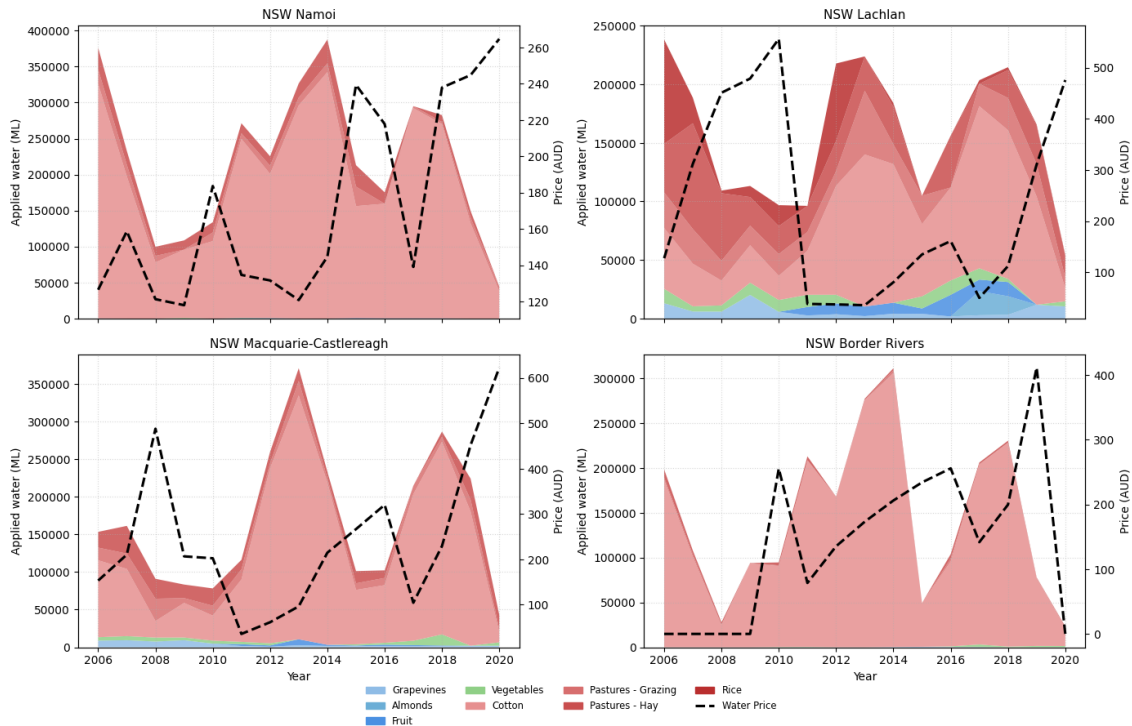 NSW Namoi
NSW Lachlan
400000
350000
300000
250000
200000
150000
100000
50000
0
Applied water (ML)
260
240
220
200
180
160
140
120
Price (AUD)
250000
200000
150000
100000
50000
0
Applied water (ML)
500
400
300
200
100
Price (AUD)
NSW Macquarie-Castlereagh
NSW Border Rivers
350000
300000
250000
200000
150000
100000
50000
0
Applied water (ML)
600
500
400
300
200
100
Price (AUD)
2006 2008 2010 2012 2014 2016 2018 2020
Year
300000
250000
200000
150000
100000
50000
0
Applied water (ML)
400
300
200
100
0
Price (AUD)
2006 2008 2010 2012 2014 2016 2018 2020
Year
Grapevines Vegetables Pastures - Grazing Rice
Almonds Cotton Pastures - Hay Water Price
Fruit